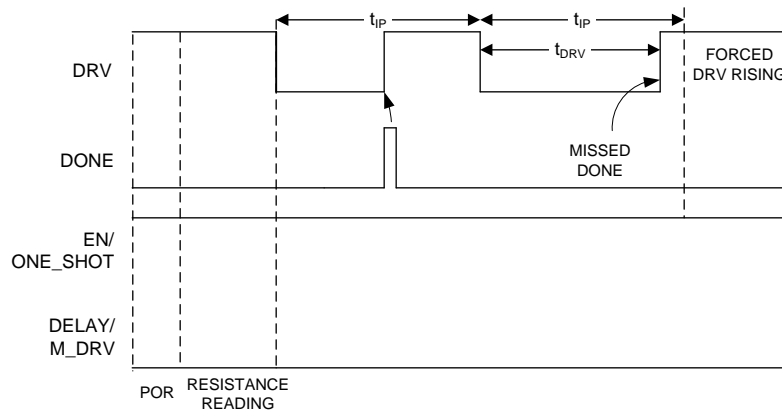 tIP
tIP
DRV
tDRV
FORCED
DRV RISING
DONE
MISSED
DONE
EN/
ONE_SHOT
DELAY/
M_DRV
POR
RESISTANCE
READING